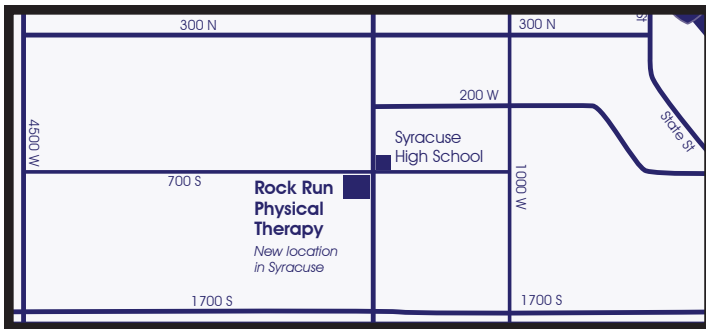 300 N
300 N
St
200 W
4500 W
State St
Syracuse
High School
700 S
1000 W
Rock Run
Physical
Therapy
New location
in Syracuse
1700 S
1700 S